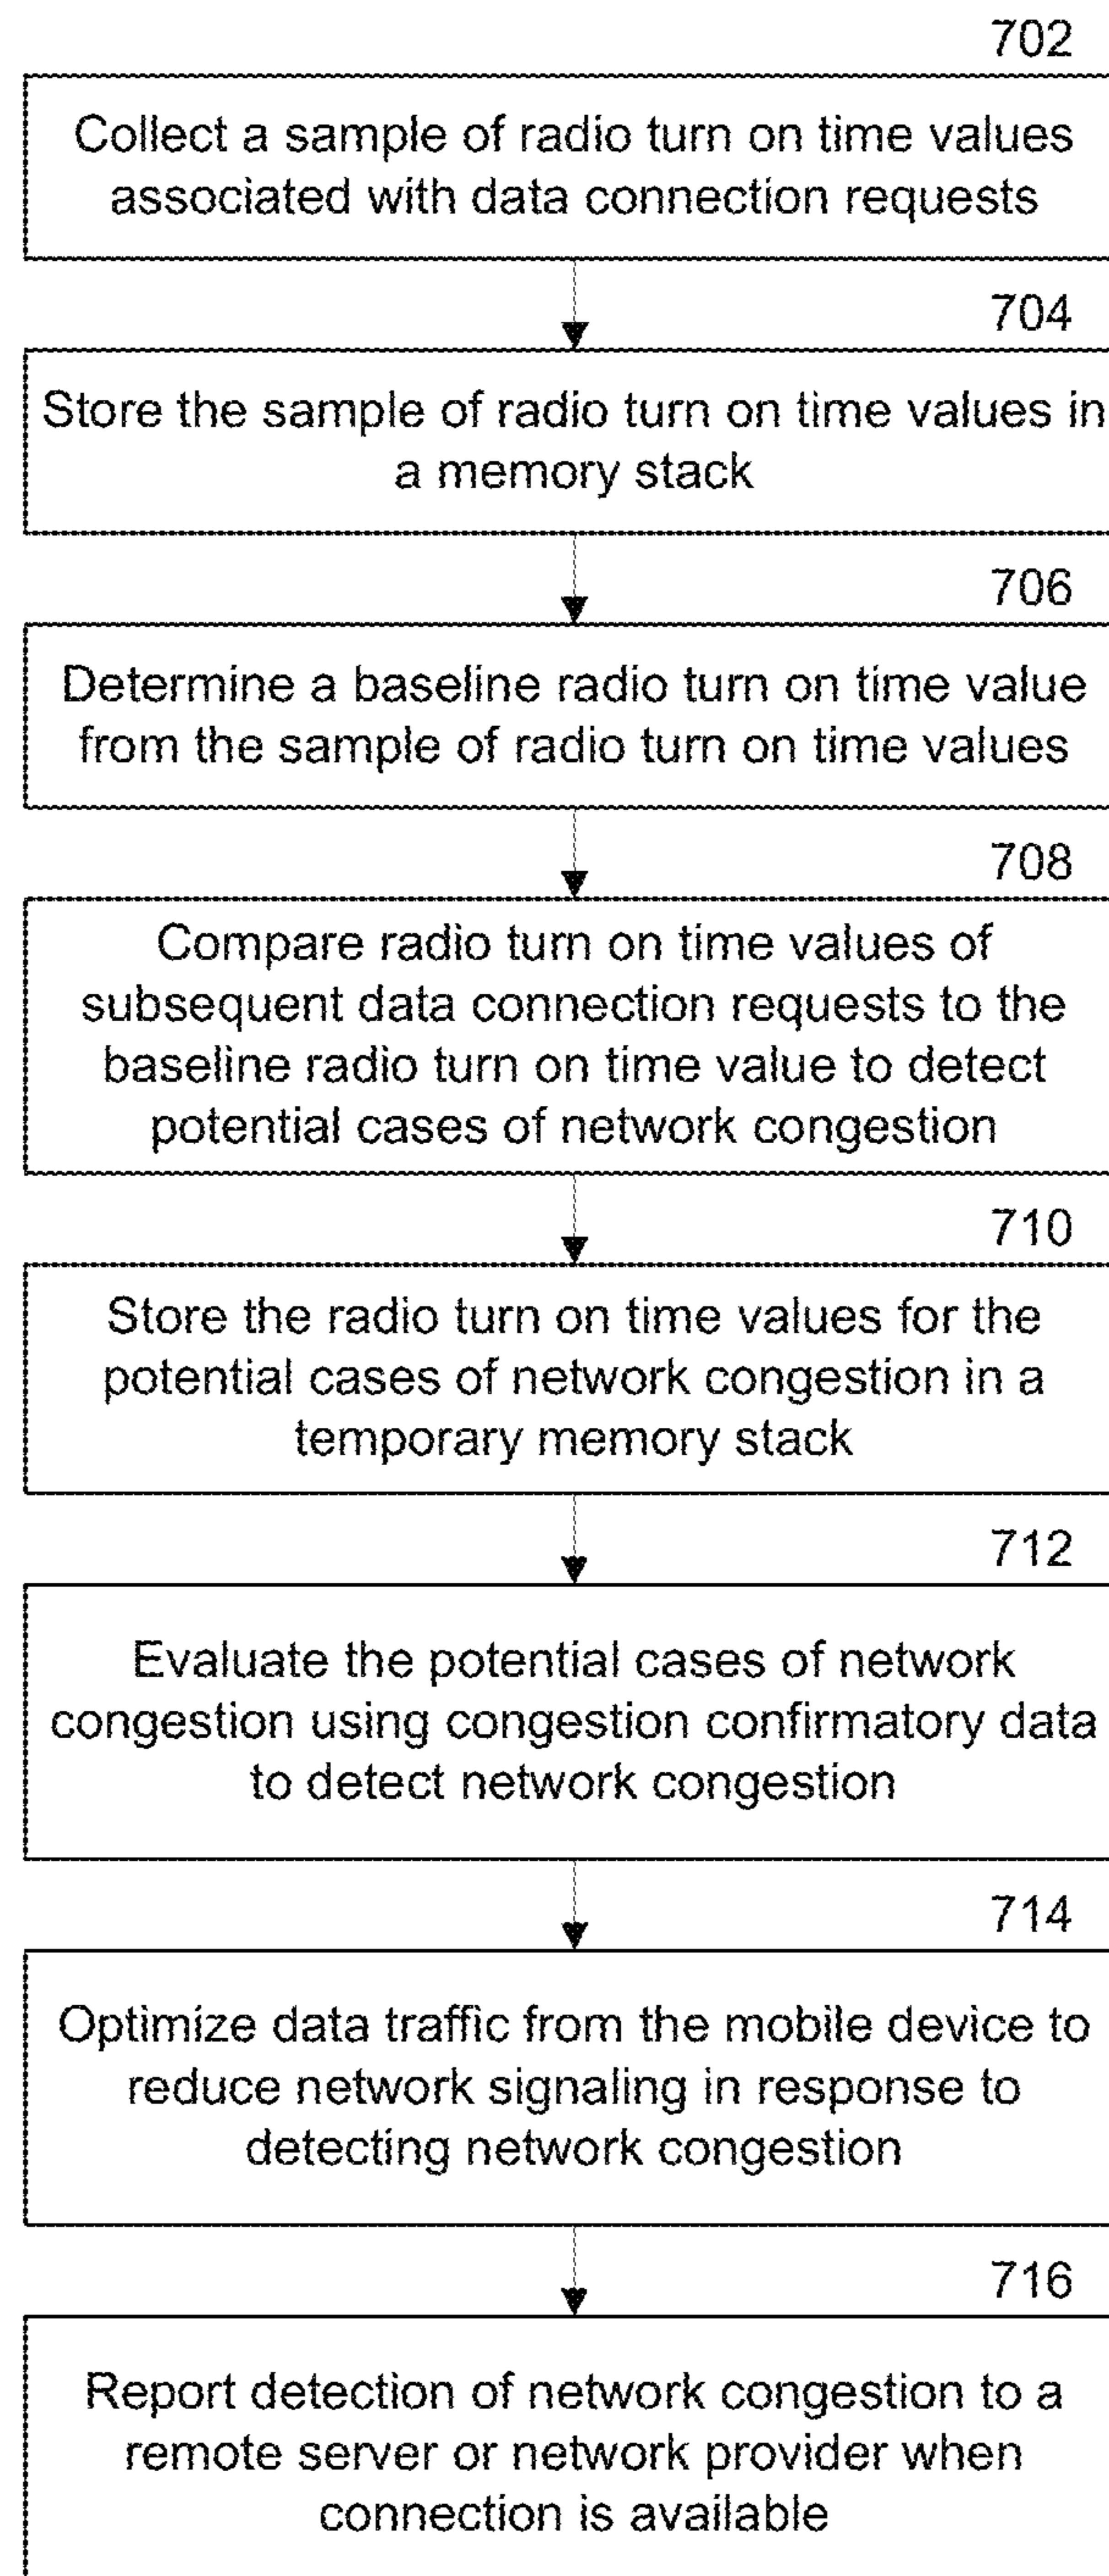 702
Collect a sample of radio turn on time values
associated with data connection requests
704
Store the sample of radio turn on time values in
a memory stack
706
Determine a baseline radio turn on time value
from the sample of radio turn on time values
708
Compare radio turn on time values of
subsequent data connection requests to the
baseline radio turn on time value to detect
potential cases of network congestion
710
Store the radio turn on time values for the
potential cases of network congestion in a
temporary memory stack
712
Evaluate the potential cases of network
congestion using congestion confirmatory data
to detect network congestion
714
Optimize data traffic from the mobile device to
reduce network signaling in response to
detecting network congestion
716
Report detection of network congestion to a
remote server or network provider when
connection is available